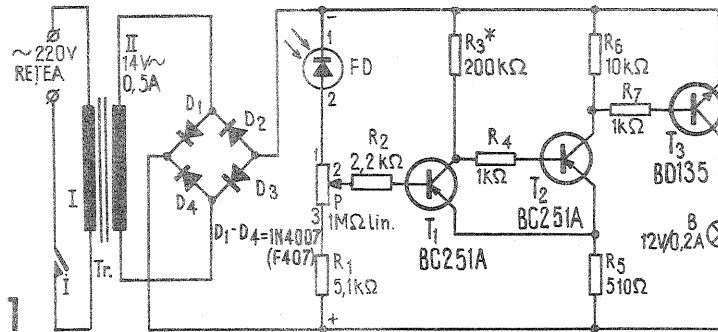 ~220V
REȚEA
I
I
Tr.
II
14V~
0,5A
D1
D2
D4
D3
D1-D4=1N4007
(F407)
-
1
FD
2
1
2
P
3
1MΩ lin.
R1
5,1kΩ
+
R2
2,2kΩ
T1
BC251A
R3*
200kΩ
R4
1kΩ
T2
BC251A
R5
510Ω
R6
10kΩ
R7
1kΩ
T3
BD135
B
12V/0,2A
1